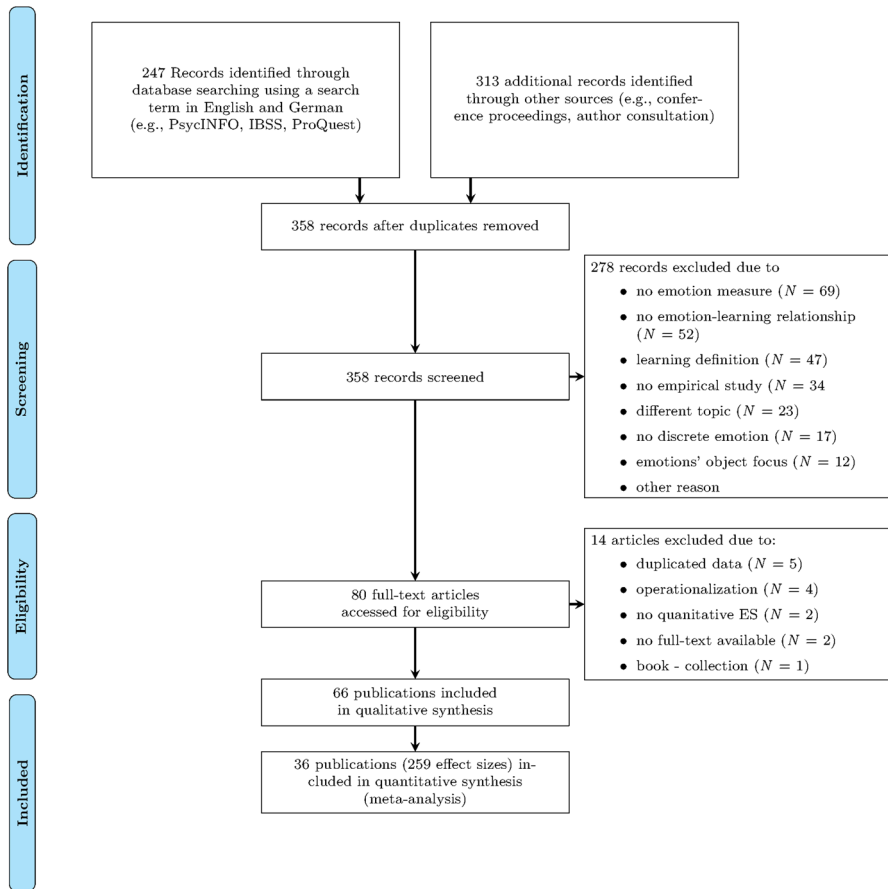 Identification
247 Records identified through
database searching using a search
term in English and German
(e.g., PsycINFO, IBSS, ProQuest)
313 additional records identified
through other sources (e.g., confer-
ence proceedings, author consultation)
358 records after duplicates removed
Screening
358 records screened
278 records excluded due to
• no emotion measure (N = 69)
• no emotion-learning relationship
(N = 52)
• learning definition (N = 47)
• no empirical study (N = 34
• different topic (N = 23)
• no discrete emotion (N = 17)
• emotions' object focus (N = 12)
• other reason
Eligibility
80 full-text articles
accessed for eligibility
14 articles excluded due to:
• duplicated data (N = 5)
• operationalization (N = 4)
• no quanitative ES (N = 2)
• no full-text available (N = 2)
• book - collection (N = 1)
Included
66 publications included
in qualitative synthesis
36 publications (259 effect sizes) in-
cluded in quantitative synthesis
(meta-analysis)